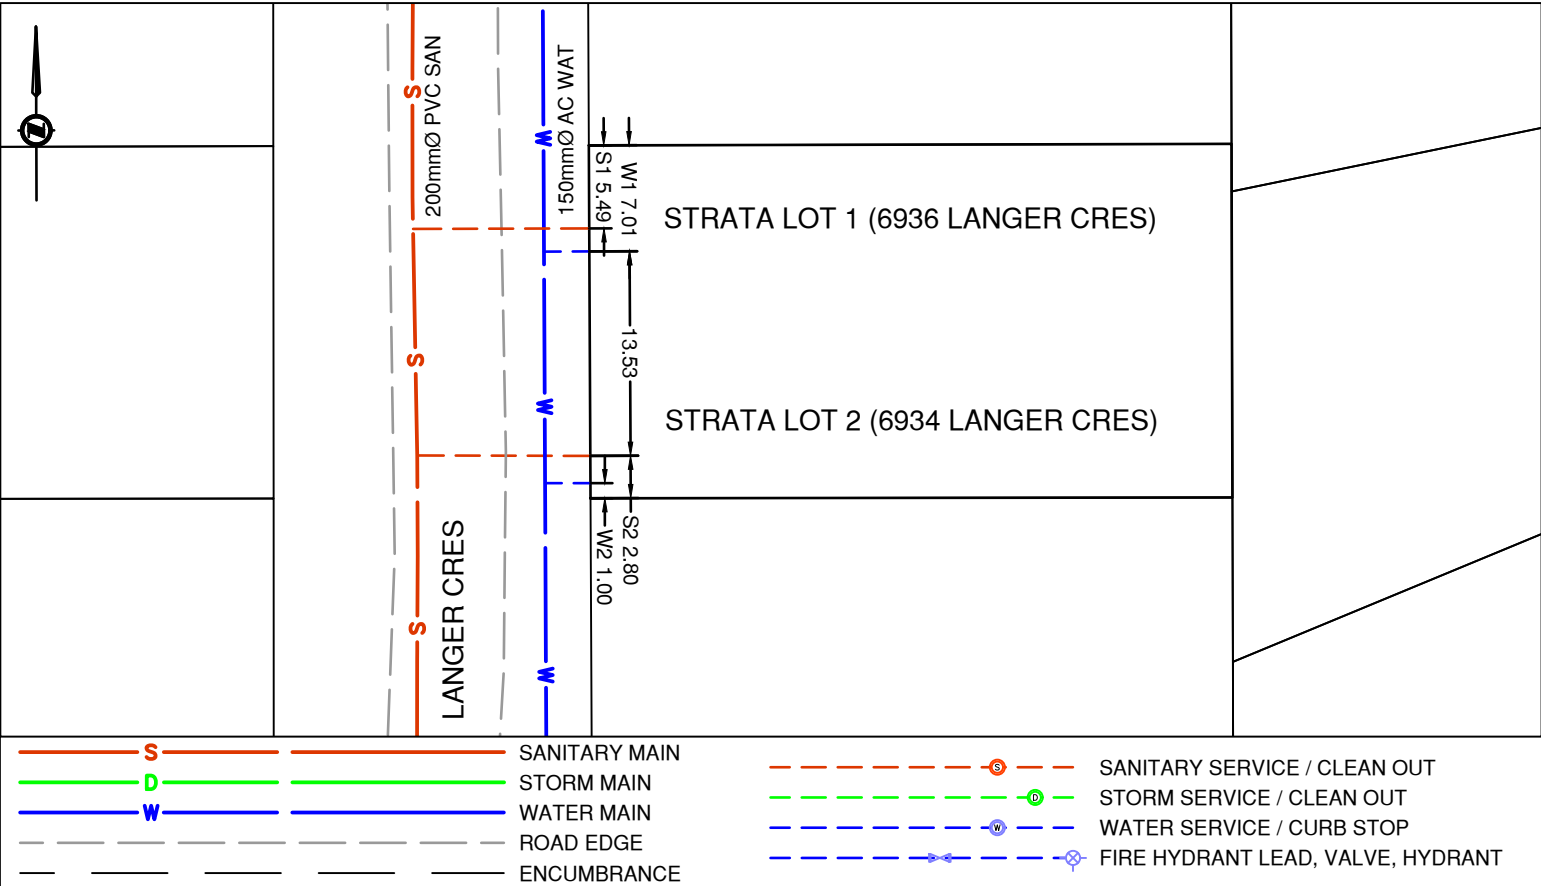 Z
S
200mmØ PVC SAN
W
150mmØ AC WAT
S1 5.49
W1 7.01
STRATA LOT 1 (6936 LANGER CRES)
S
13.53
W
STRATA LOT 2 (6934 LANGER CRES)
LANGER CRES
S
W2 1.00
S2 2.80
W
S SANITARY MAIN
D STORM MAIN
W WATER MAIN
ROAD EDGE
ENCUMBRANCE
S SANITARY SERVICE / CLEAN OUT
D STORM SERVICE / CLEAN OUT
W WATER SERVICE / CURB STOP
FIRE HYDRANT LEAD, VALVE, HYDRANT